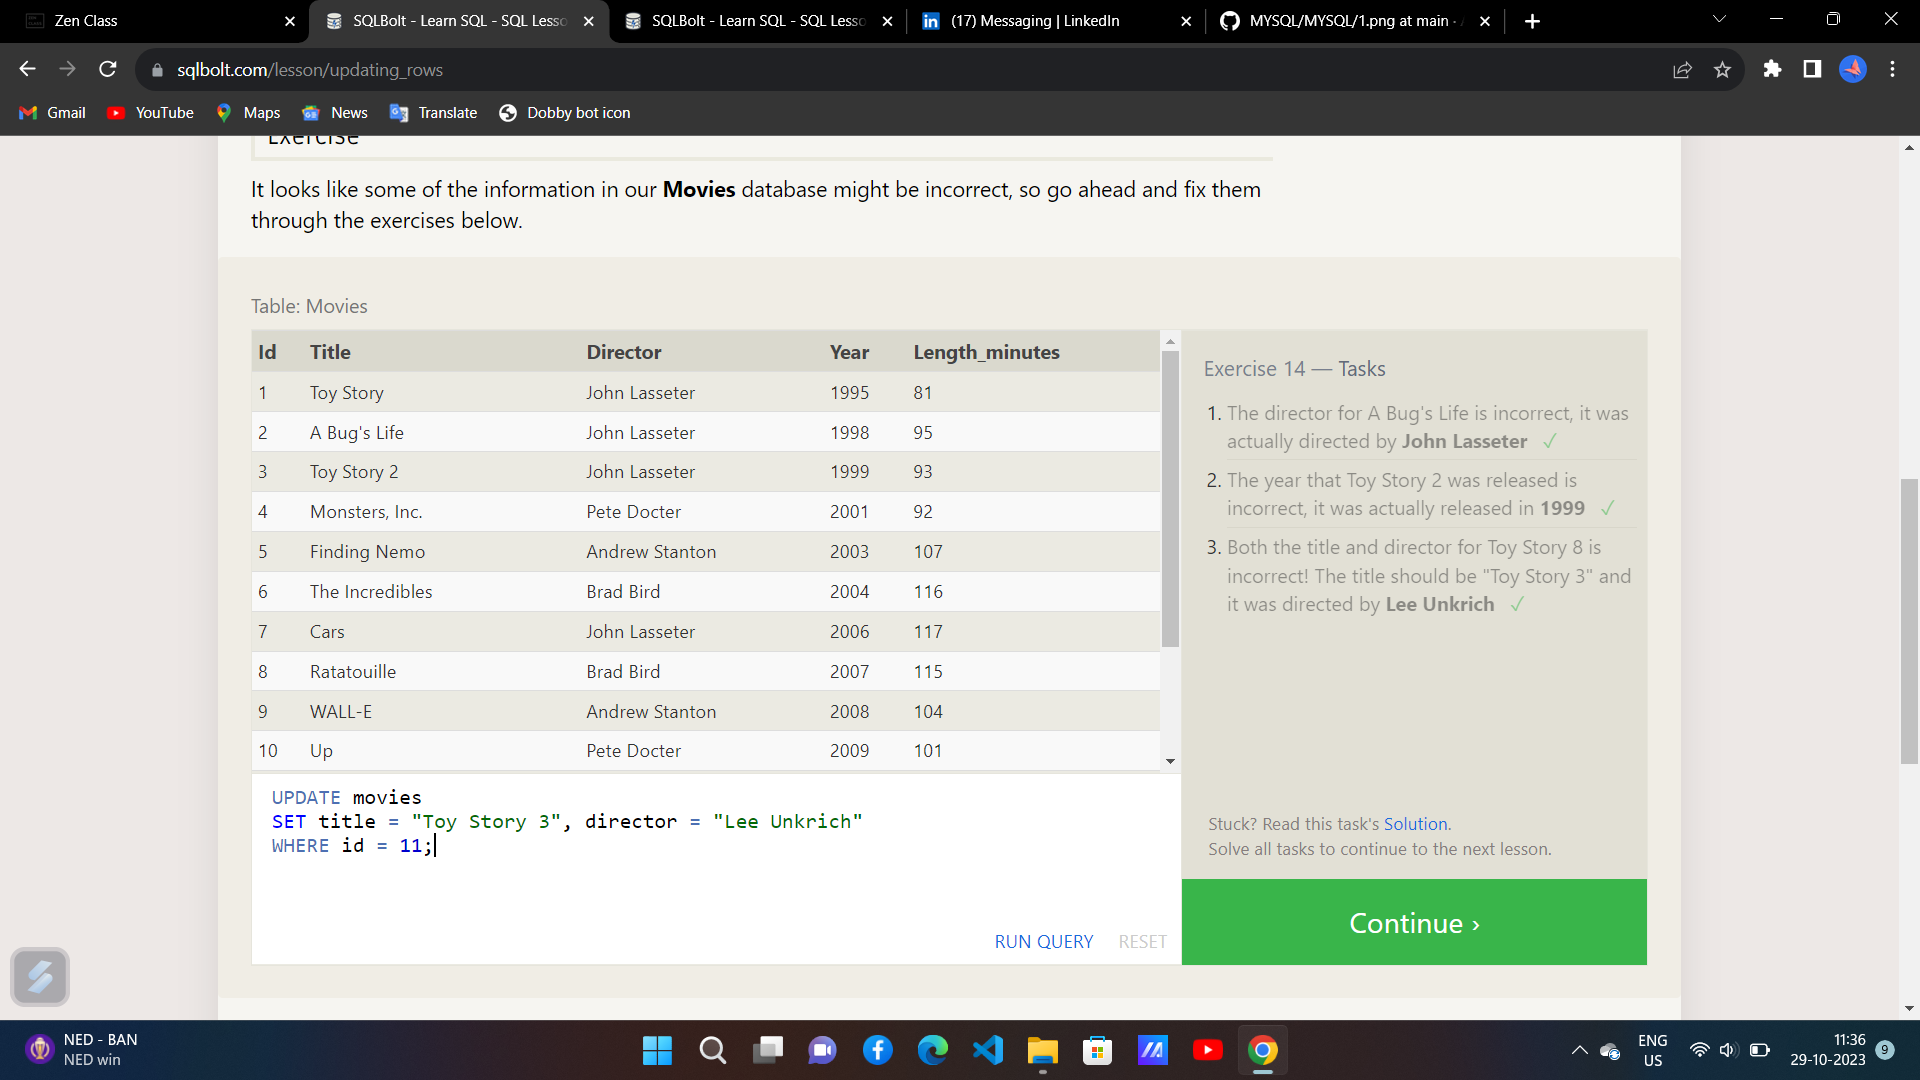 Zen Class
SQLBolt - Learn SQL - SQL Lesso
SQLBolt - Learn SQL - SQL Lesso
(17) Messaging | LinkedIn
MYSQL/MYSQL/1.png at main ·
sqlbolt.com/lesson/updating_rows
Gmail
YouTube
Maps
News
Translate
Dobby bot icon
Exercise
It looks like some of the information in our Movies database might be incorrect, so go ahead and fix them
through the exercises below.
Table: Movies
Id Title Director Year Length_minutes
1 Toy Story John Lasseter 1995 81
2 A Bug's Life John Lasseter 1998 95
3 Toy Story 2 John Lasseter 1999 93
4 Monsters, Inc. Pete Docter 2001 92
5 Finding Nemo Andrew Stanton 2003 107
6 The Incredibles Brad Bird 2004 116
7 Cars John Lasseter 2006 117
8 Ratatouille Brad Bird 2007 115
9 WALL-E Andrew Stanton 2008 104
10 Up Pete Docter 2009 101
UPDATE movies
SET title = "Toy Story 3", director = "Lee Unkrich"
WHERE id = 11;
RUN QUERY RESET
Exercise 14 — Tasks
1. The director for A Bug's Life is incorrect, it was
actually directed by John Lasseter ✓
2. The year that Toy Story 2 was released is
incorrect, it was actually released in 1999 ✓
3. Both the title and director for Toy Story 8 is
incorrect! The title should be "Toy Story 3" and
it was directed by Lee Unkrich ✓
Stuck? Read this task's Solution.
Solve all tasks to continue to the next lesson.
Continue ›
NED - BAN
NED win
ENG
US
11:36
29-10-2023
9